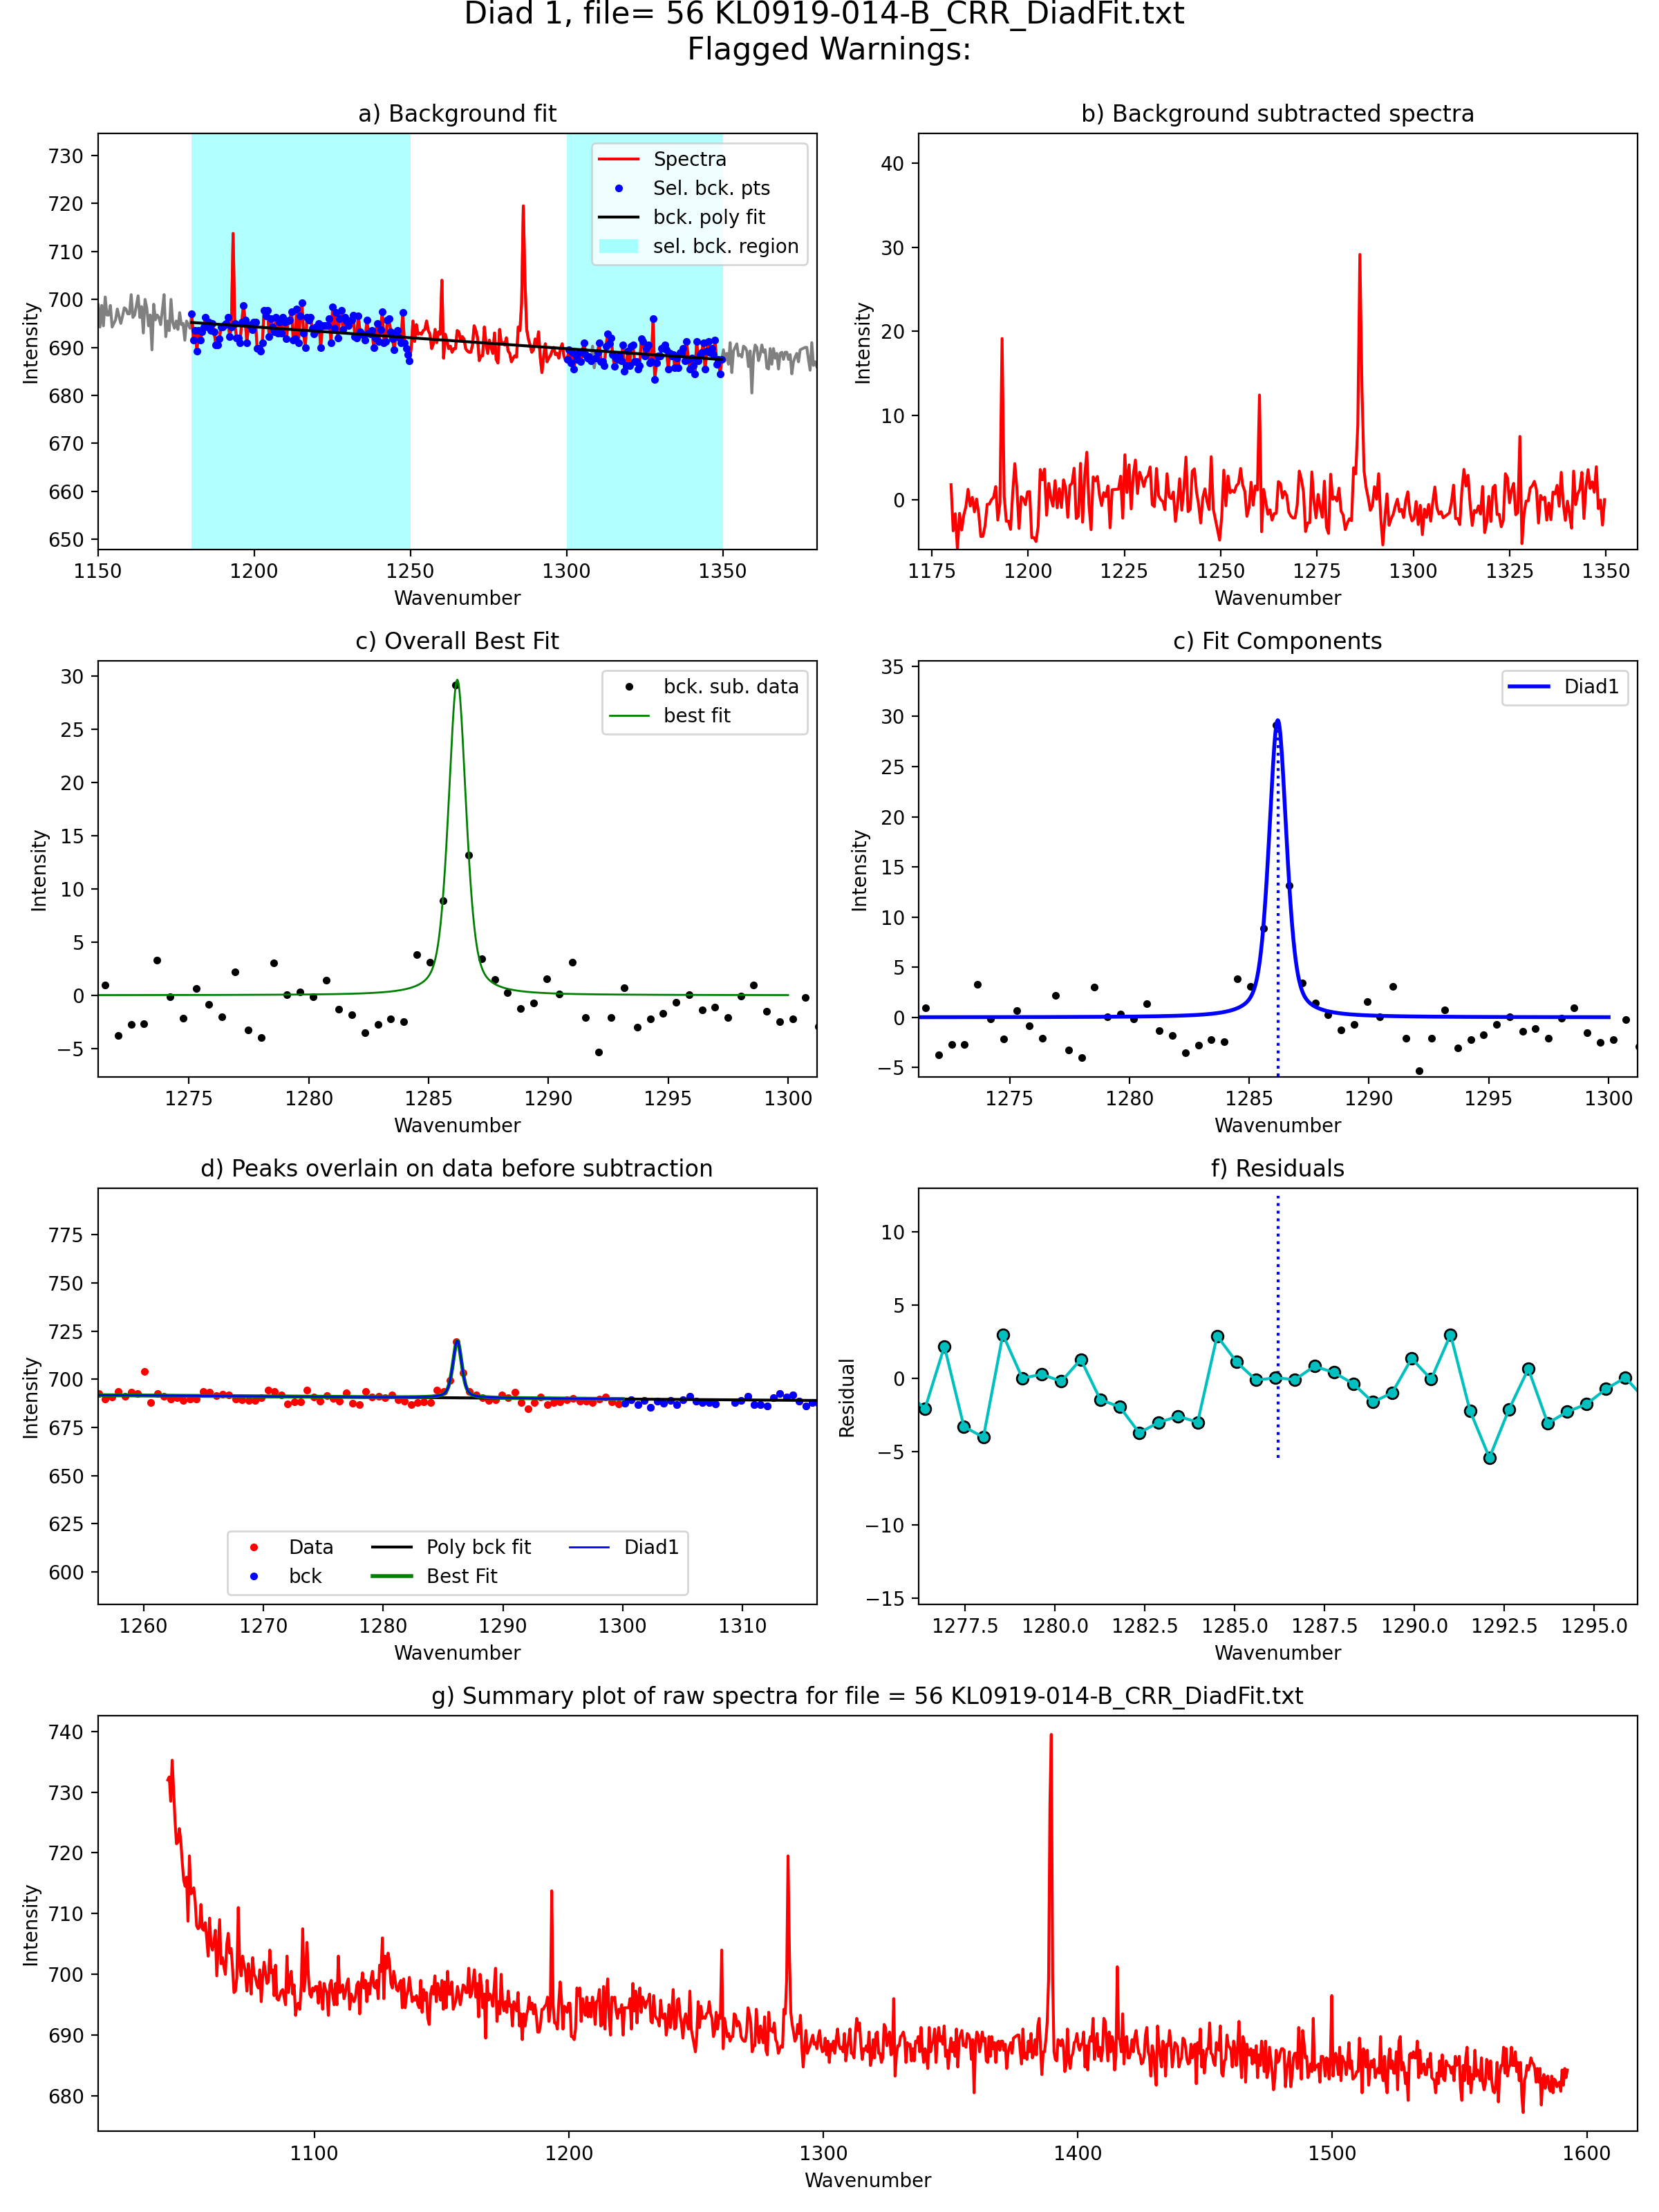 Diad 1, file= 56 KL0919-014-B_CRR_DiadFit.txt
Flagged Warnings:
a) Background fit
730
720
710
700
690
680
670
660
650
Intensity
Spectra
Sel. bck. pts
bck. poly fit
sel. bck. region
1150 1200 1250 1300 1350
Wavenumber
b) Background subtracted spectra
40
30
20
10
0
Intensity
1175 1200 1225 1250 1275 1300 1325 1350
Wavenumber
c) Overall Best Fit
30
25
20
15
10
5
0
−5
Intensity
bck. sub. data
best fit
1275 1280 1285 1290 1295 1300
Wavenumber
c) Fit Components
35
30
25
20
15
10
5
0
−5
Intensity
Diad1
1275 1280 1285 1290 1295 1300
Wavenumber
d) Peaks overlain on data before subtraction
775
750
725
700
675
650
625
600
Intensity
Data
bck
Poly bck fit
Best Fit
Diad1
1260 1270 1280 1290 1300 1310
Wavenumber
f) Residuals
10
5
0
−5
−10
−15
Residual
1277.5 1280.0 1282.5 1285.0 1287.5 1290.0 1292.5 1295.0
Wavenumber
g) Summary plot of raw spectra for file = 56 KL0919-014-B_CRR_DiadFit.txt
740
730
720
710
700
690
680
Intensity
1100 1200 1300 1400 1500 1600
Wavenumber